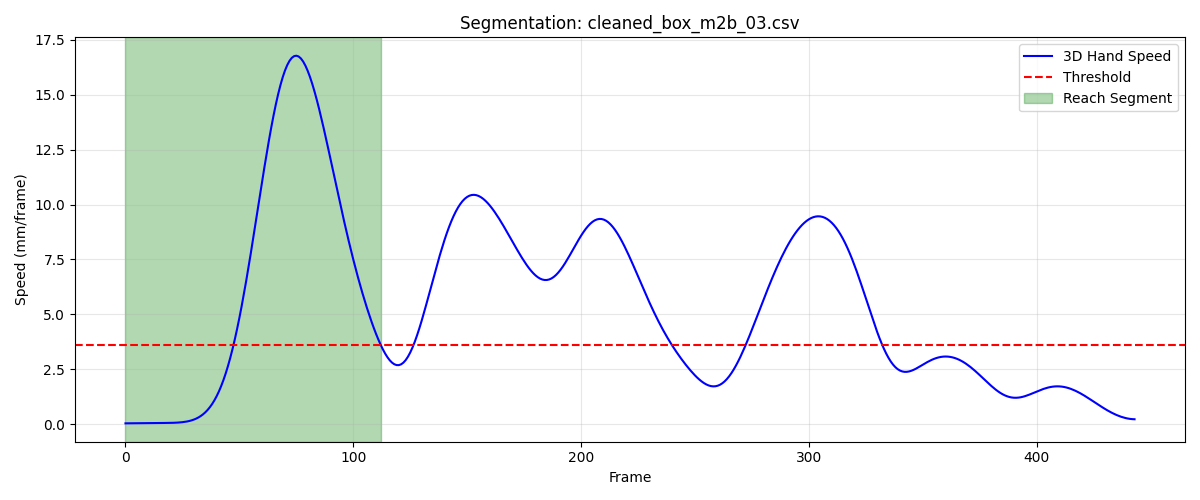 Segmentation: cleaned_box_m2b_03.csv
17.5
15.0
12.5
10.0
7.5
5.0
2.5
0.0
Speed (mm/frame)
3D Hand Speed
Threshold
Reach Segment
0 100 200 300 400
Frame